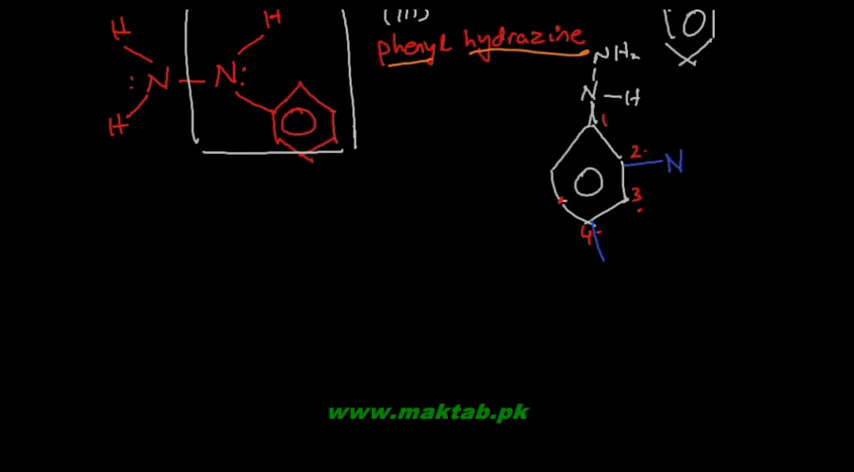 (III)
phenyl hydrazine
H
H
:N—N:
H
NH₂
N—H
1
2.
N
3
4.
www.maktab.pk